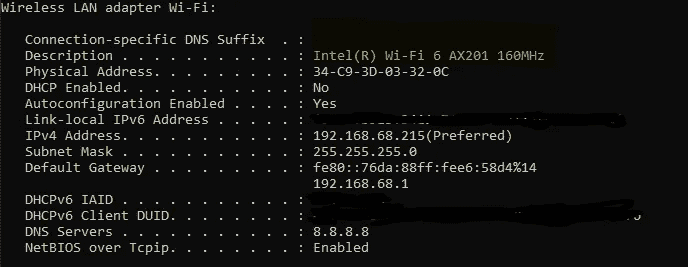 Wireless LAN adapter Wi-Fi:
Connection-specific DNS Suffix . :
Description . . . . . . . . . . . : Intel(R) Wi-Fi 6 AX201 160MHz
Physical Address. . . . . . . . . : 34-C9-3D-03-32-0C
DHCP Enabled. . . . . . . . . . . : No
Autoconfiguration Enabled . . . . : Yes
Link-local IPv6 Address . . . . . :
IPv4 Address. . . . . . . . . . . : 192.168.68.215(Preferred)
Subnet Mask . . . . . . . . . . . : 255.255.255.0
Default Gateway . . . . . . . . . : fe80::76da:88ff:fee6:58d4%14
192.168.68.1
DHCPv6 IAID . . . . . . . . . . . :
DHCPv6 Client DUID. . . . . . . . :
DNS Servers . . . . . . . . . . . : 8.8.8.8
NetBIOS over Tcpip. . . . . . . . : Enabled